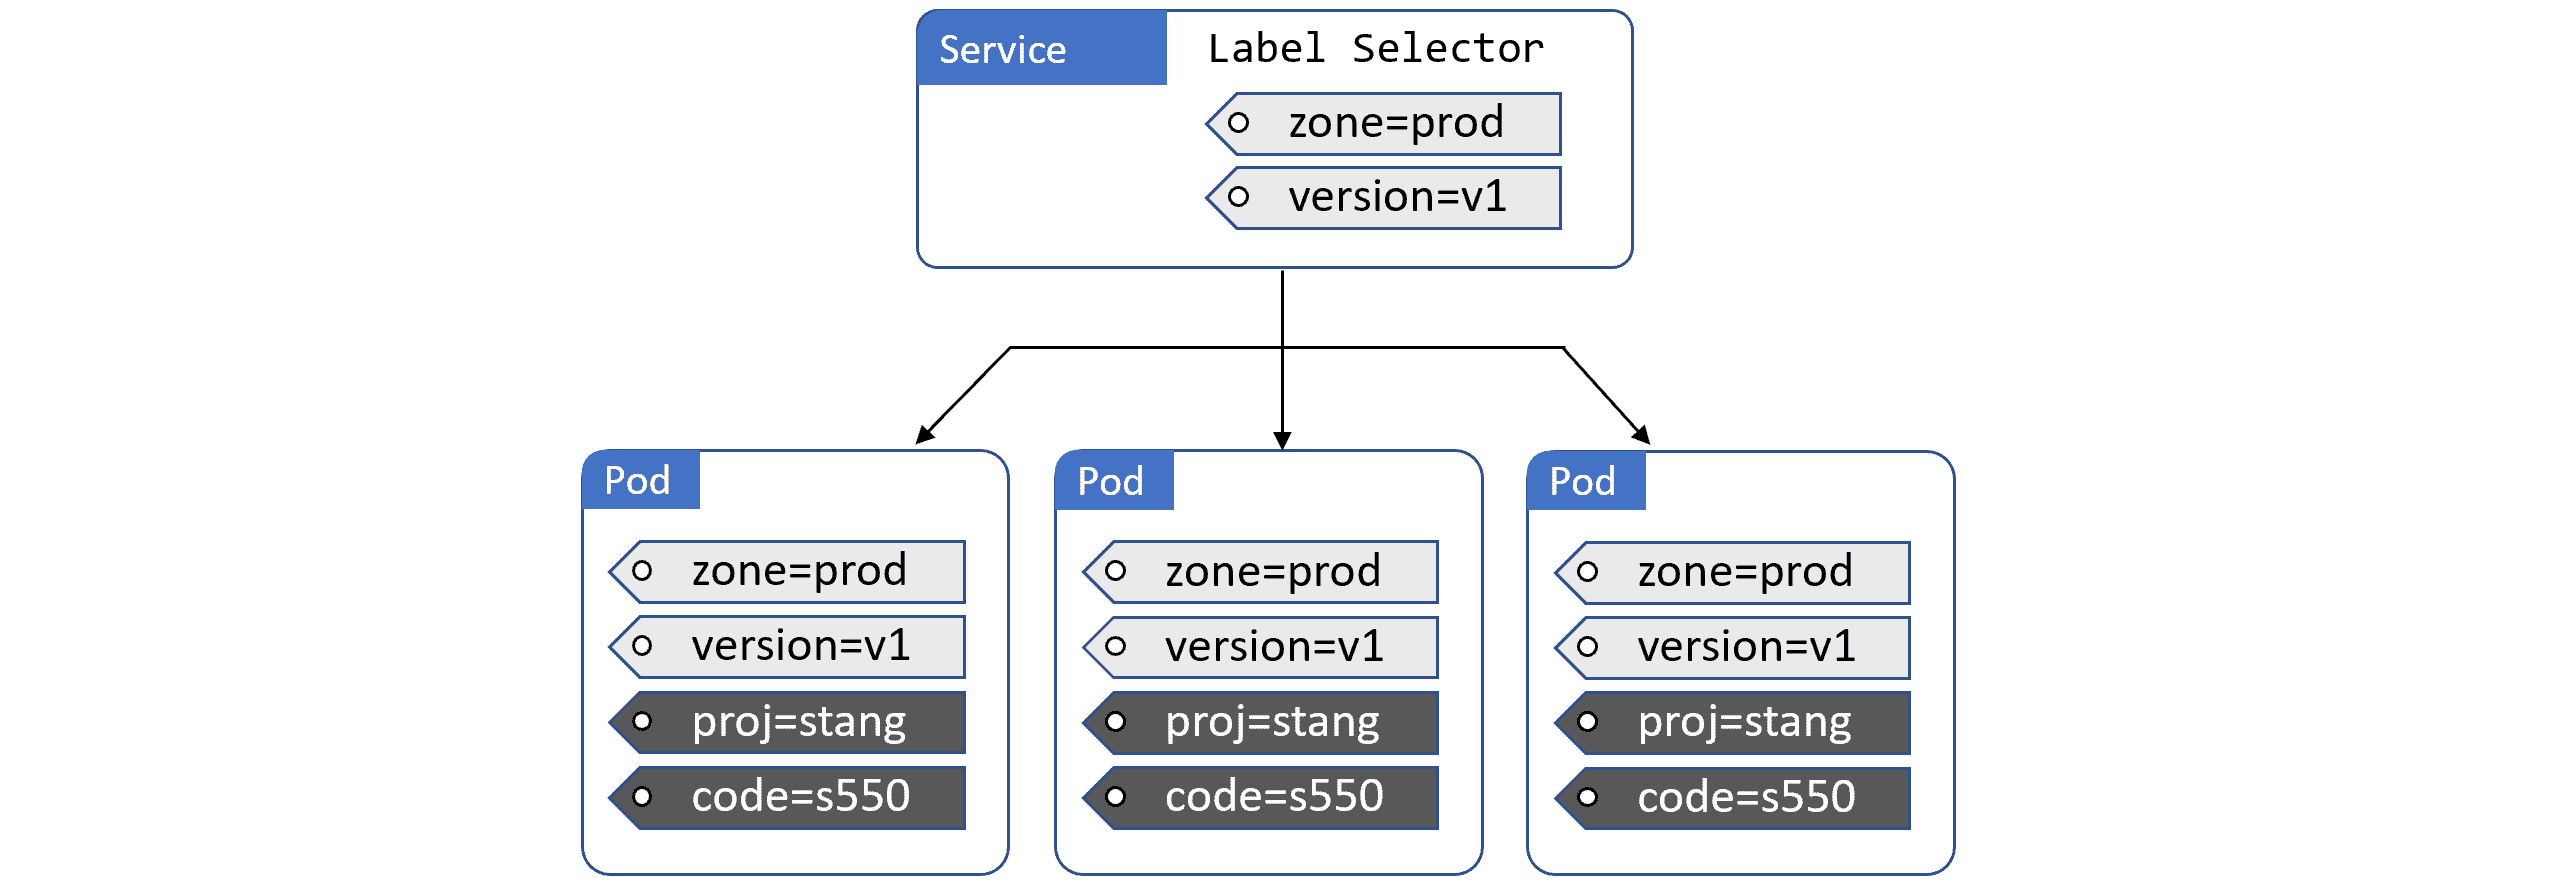 Service
Label Selector
zone=prod
version=v1
Pod
zone=prod
version=v1
proj=stang
code=s550
Pod
zone=prod
version=v1
proj=stang
code=s550
Pod
zone=prod
version=v1
proj=stang
code=s550